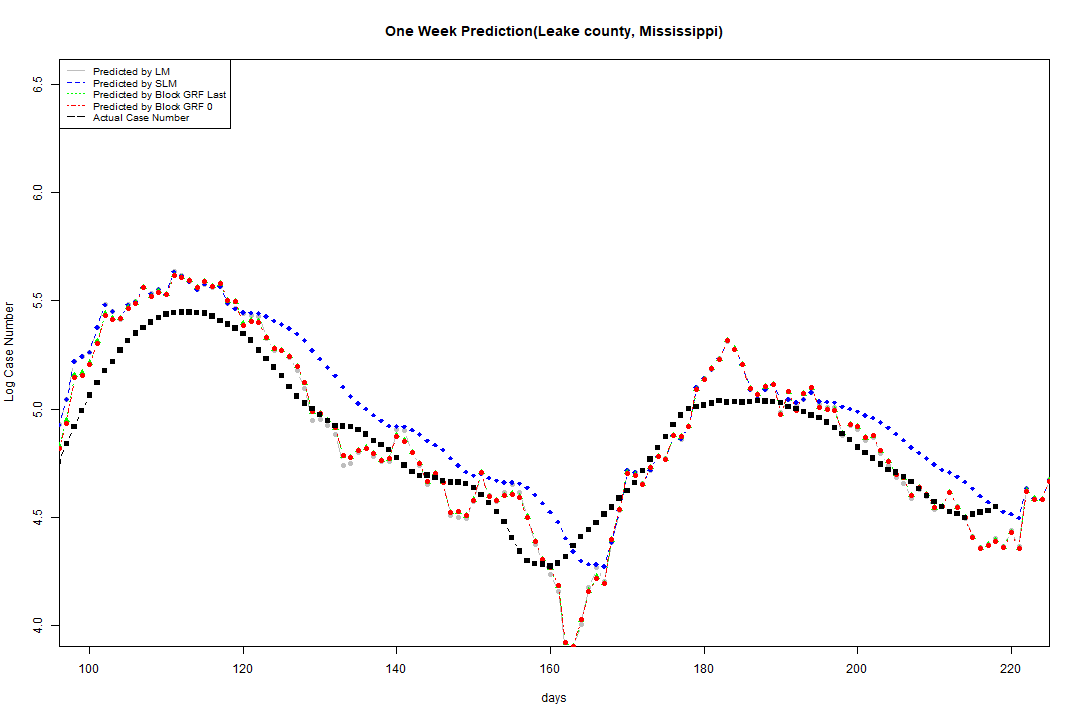 One Week Prediction(Leake county, Mississippi)
Predicted by LM
Predicted by SLM
Predicted by Block GRF Last
Predicted by Block GRF 0
Actual Case Number
Log Case Number
6.5
6.0
5.5
5.0
4.5
4.0
100 120 140 160 180 200 220
days